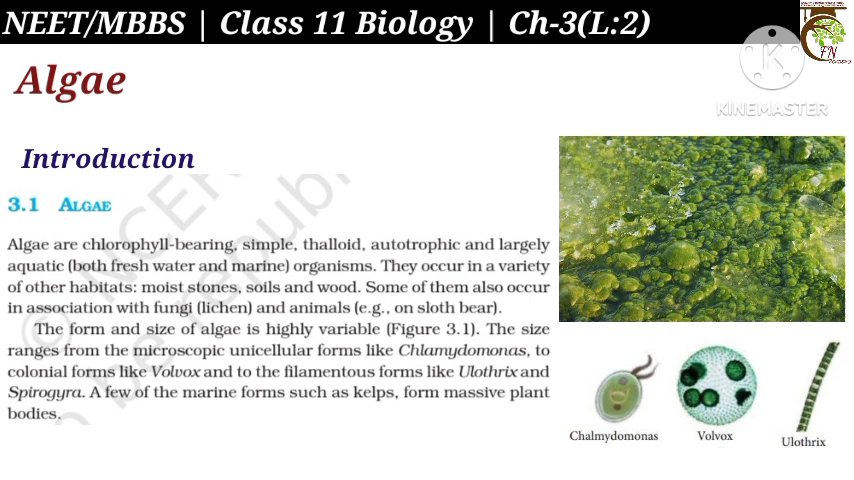 NEET/MBBS | Class 11 Biology | Ch-3(L:2)
FN
K
KINEMASTER
Algae
Introduction
© NCERT
be republ
3.1 ALGAE
Algae are chlorophyll-bearing, simple, thalloid, autotrophic and largely
aquatic (both fresh water and marine) organisms. They occur in a variety
of other habitats: moist stones, soils and wood. Some of them also occur
in association with fungi (lichen) and animals (e.g., on sloth bear).
The form and size of algae is highly variable (Figure 3.1). The size
ranges from the microscopic unicellular forms like Chlamydomonas, to
colonial forms like Volvox and to the filamentous forms like Ulothrix and
Spirogyra. A few of the marine forms such as kelps, form massive plant
bodies.
Chalmydomonas Volvox Ulothrix